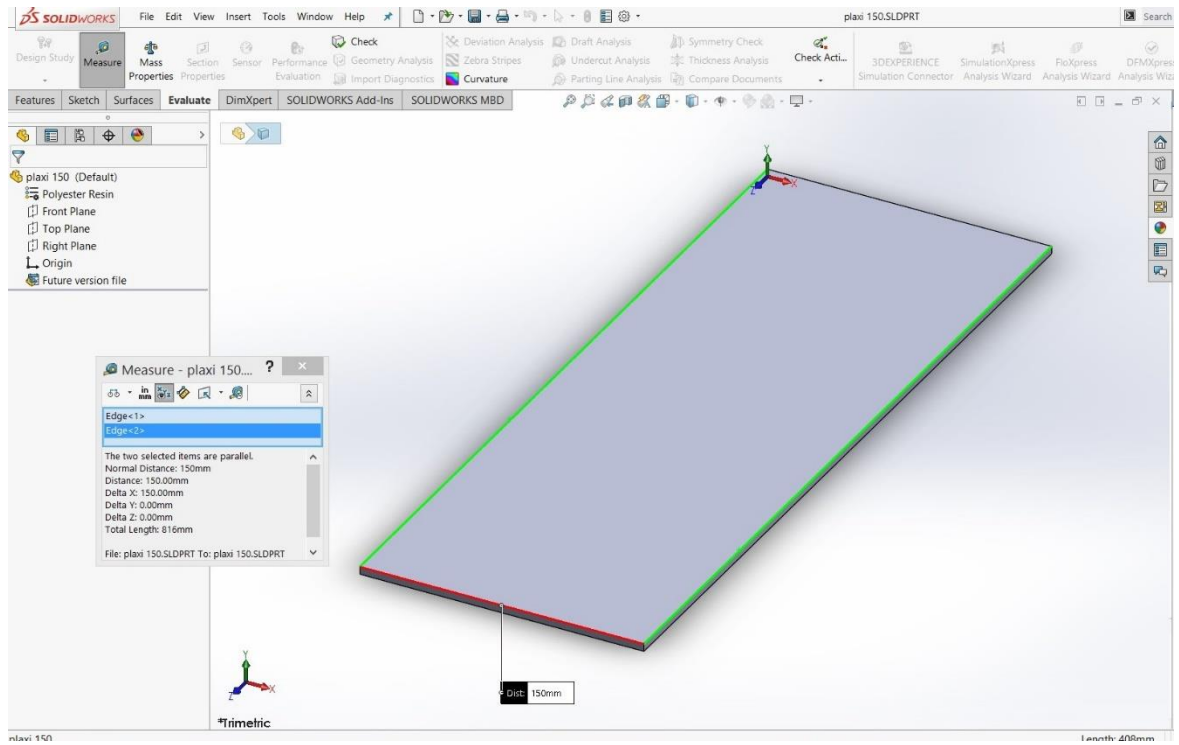 DS SOLIDWORKS File Edit View Insert Tools Window Help plaxi 150.SLDPRT Search
Design Study Measure Mass Properties Section Properties Sensor Performance Evaluation Check Geometry Analysis Import Diagnostics Deviation Analysis Zebra Stripes Curvature Draft Analysis Undercut Analysis Parting Line Analysis Symmetry Check Thickness Analysis Compare Documents Check Acti... 3DEXPERIENCE Simulation Connector SimulationXpress Analysis Wizard FloXpress Analysis Wizard DFMXpress Analysis Wiz
Features Sketch Surfaces Evaluate DimXpert SOLIDWORKS Add-Ins SOLIDWORKS MBD
plaxi 150 (Default)
Polyester Resin
Front Plane
Top Plane
Right Plane
Origin
Future version file
Y
X
Z
Measure - plaxi 150.... ?
in
mm
Edge<1>
Edge<2>
The two selected items are parallel.
Normal Distance: 150mm
Distance: 150.00mm
Delta X: 150.00mm
Delta Y: 0.00mm
Delta Z: 0.00mm
Total Length: 816mm
File: plaxi 150.SLDPRT To: plaxi 150.SLDPRT
Dist: 150mm
Y
X
Z
*Trimetric
plaxi 150 Length: 408mm